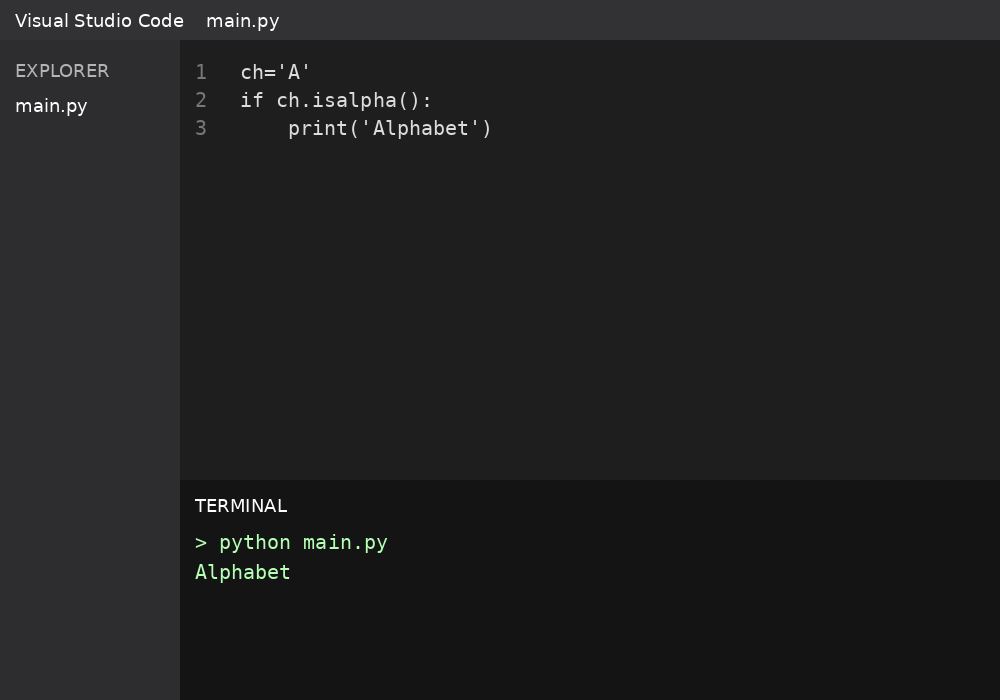 Visual Studio Code    main.py
EXPLORER
main.py
1   ch='A'
2   if ch.isalpha():
3       print('Alphabet')
TERMINAL
> python main.py
Alphabet